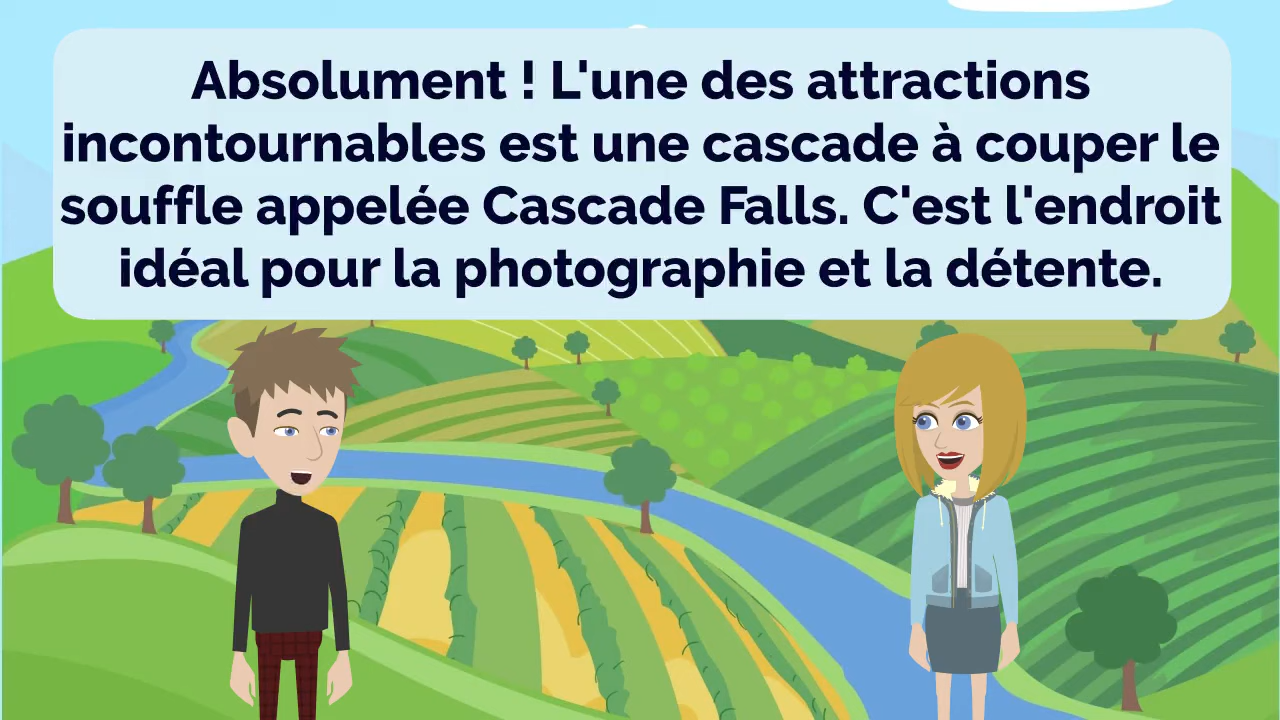 Absolument ! L'une des attractions
incontournables est une cascade à couper le
souffle appelée Cascade Falls. C'est l'endroit
idéal pour la photographie et la détente.